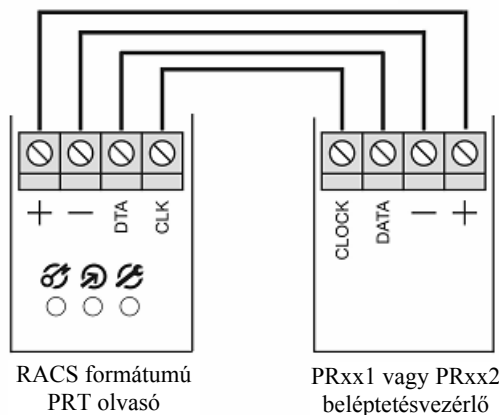 + — DTA CLK
CLOCK DATA — +
RACS formátumú
PRT olvasó
PRxx1 vagy PRxx2
beléptetésvezérlő